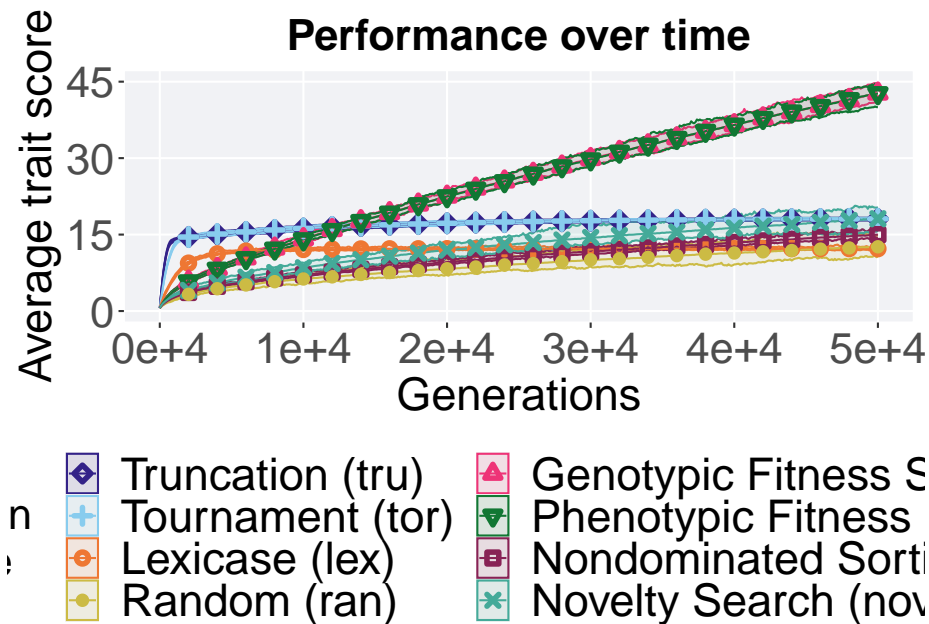 Performance over time
Average trait score
45
30
15
0
0e+4 1e+4 2e+4 3e+4 4e+4 5e+4
Generations
Truncation (tru)
Tournament (tor)
Lexicase (lex)
Random (ran)
Genotypic Fitness S
Phenotypic Fitness
Nondominated Sorti
Novelty Search (nov
n